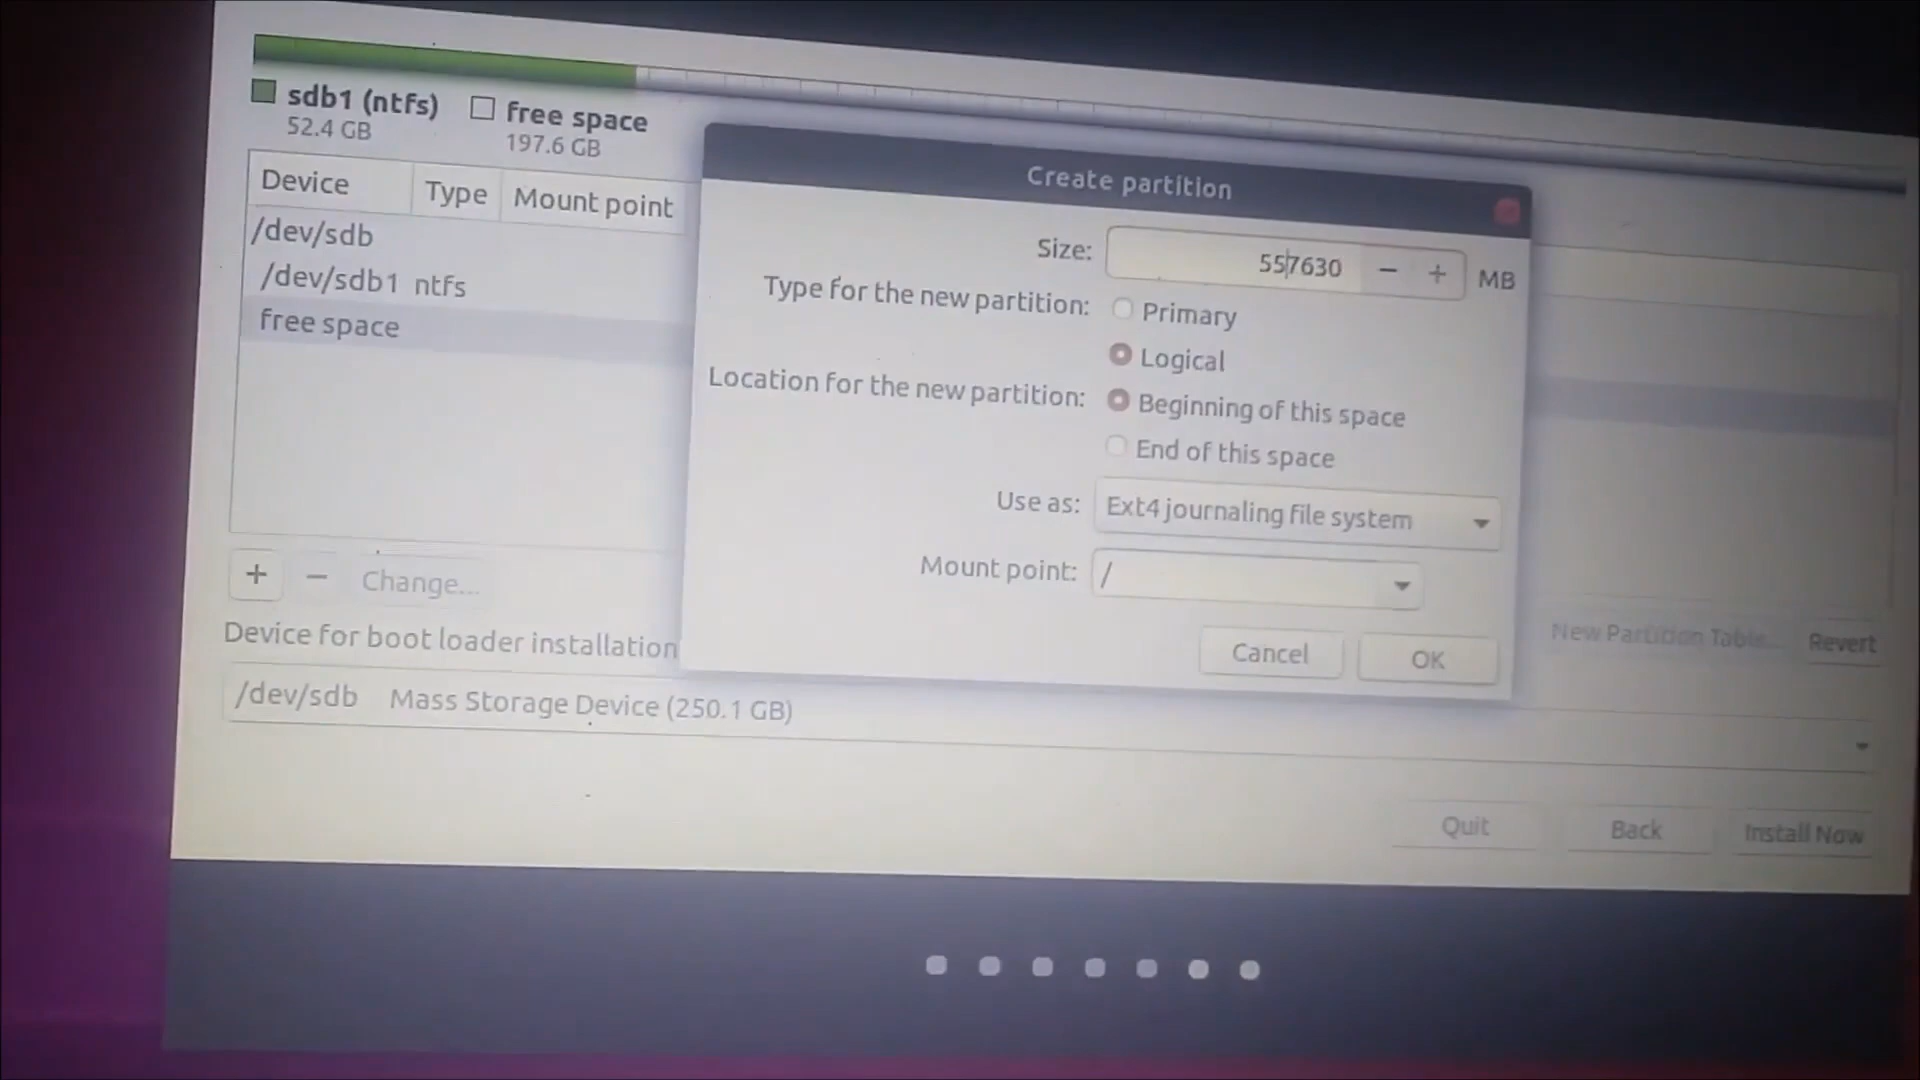 sdb1 (ntfs)
52.4 GB
free space
197.6 GB
Device
Type
Mount point
/dev/sdb
/dev/sdb1 ntfs
free space
+
−
Change...
Device for boot loader installation
/dev/sdb Mass Storage Device (250.1 GB)
Create partition
Size:
557630
−
+
MB
Type for the new partition:
Primary
Logical
Location for the new partition:
Beginning of this space
End of this space
Use as:
Ext4 journaling file system
Mount point:
/
Cancel
OK
New Partition Table...
Revert
Quit
Back
Install Now